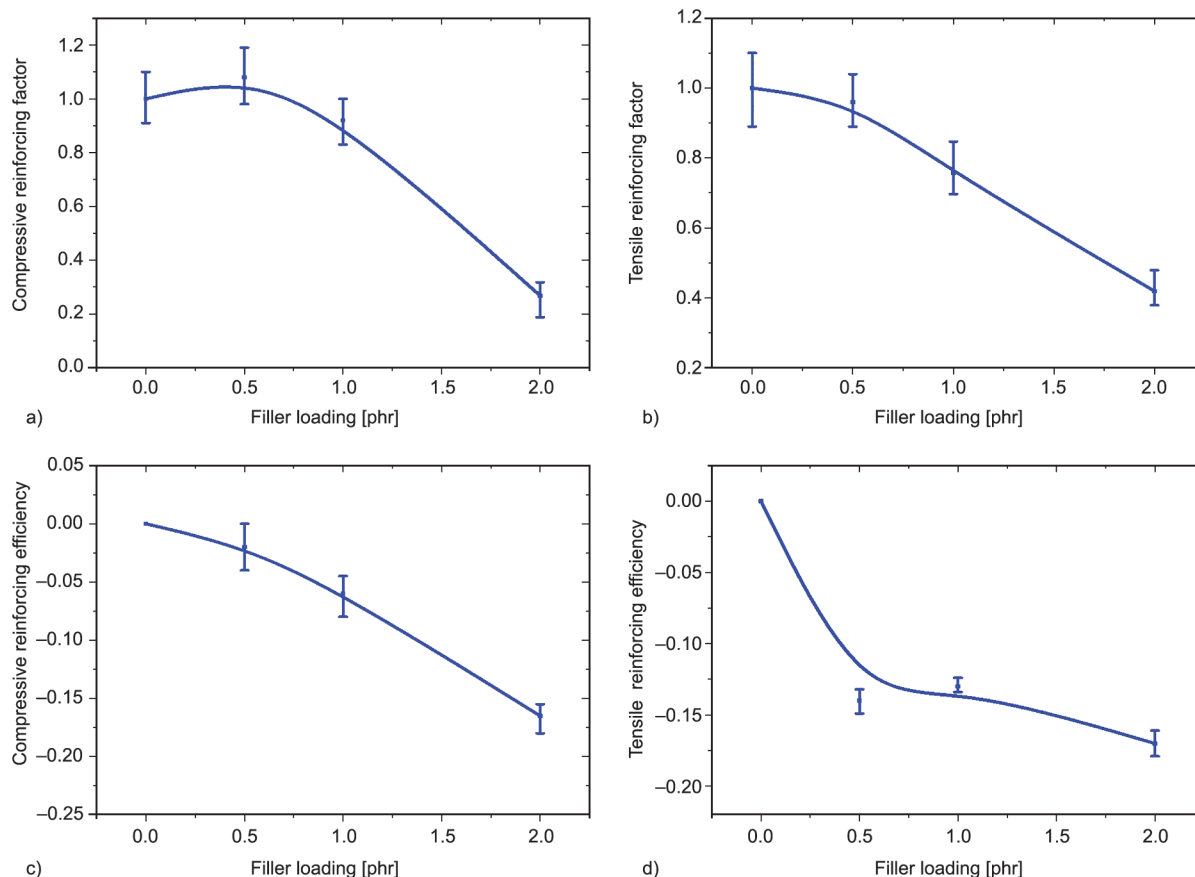 1.2
1.0
0.8
0.6
0.4
0.2
0.0
Compressive reinforcing factor
0.0 0.5 1.0 1.5 2.0
Filler loading [phr]
a)
1.2
1.0
0.8
0.6
0.4
0.2
Tensile reinforcing factor
0.0 0.5 1.0 1.5 2.0
Filler loading [phr]
b)
0.05
0.00
–0.05
–0.10
–0.15
–0.20
–0.25
Compressive reinforcing efficiency
0.0 0.5 1.0 1.5 2.0
Filler loading [phr]
c)
0.00
–0.05
–0.10
–0.15
–0.20
Tensile reinforcing efficiency
0.0 0.5 1.0 1.5 2.0
Filler loading [phr]
d)